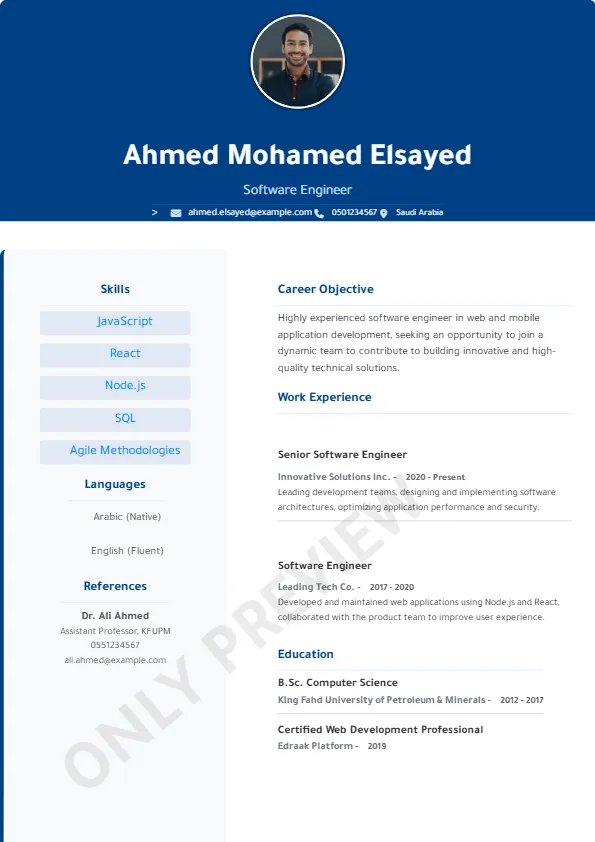 Ahmed Mohamed Elsayed
Software Engineer
> ahmed.elsayed@example.com 0501234567 Saudi Arabia
Skills
JavaScript
React
Node.js
SQL
Agile Methodologies
Languages
Arabic (Native)
English (Fluent)
References
Dr. Ali Ahmed
Assistant Professor, KFUPM
0551234567
ali.ahmed@example.com
Career Objective
Highly experienced software engineer in web and mobile
application development, seeking an opportunity to join a
dynamic team to contribute to building innovative and high-
quality technical solutions.
Work Experience
Senior Software Engineer
Innovative Solutions Inc. - 2020 - Present
Leading development teams, designing and implementing software
architectures, optimizing application performance and security.
Software Engineer
Leading Tech Co. - 2017 - 2020
Developed and maintained web applications using Node.js and React,
collaborated with the product team to improve user experience.
Education
B.Sc. Computer Science
King Fahd University of Petroleum & Minerals - 2012 - 2017
Certified Web Development Professional
Edraak Platform - 2019
ONLY PREVIEW